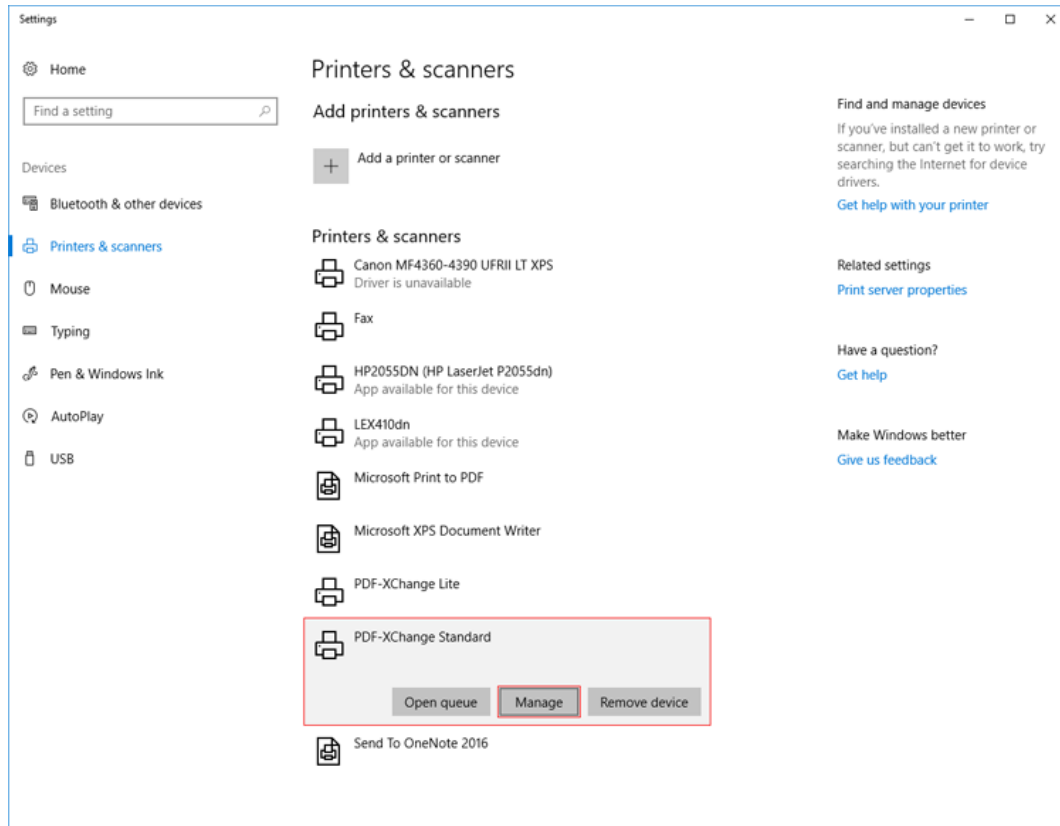 Settings
Home
Find a setting
Devices
Bluetooth & other devices
Printers & scanners
Mouse
Typing
Pen & Windows Ink
AutoPlay
USB
Printers & scanners
Add printers & scanners
Add a printer or scanner
Printers & scanners
Canon MF4360-4390 UFRII LT XPS
Driver is unavailable
Fax
HP2055DN (HP LaserJet P2055dn)
App available for this device
LEX410dn
App available for this device
Microsoft Print to PDF
Microsoft XPS Document Writer
PDF-XChange Lite
PDF-XChange Standard
Open queue Manage Remove device
Send To OneNote 2016
Find and manage devices
If you've installed a new printer or
scanner, but can't get it to work, try
searching the Internet for device
drivers.
Get help with your printer
Related settings
Print server properties
Have a question?
Get help
Make Windows better
Give us feedback